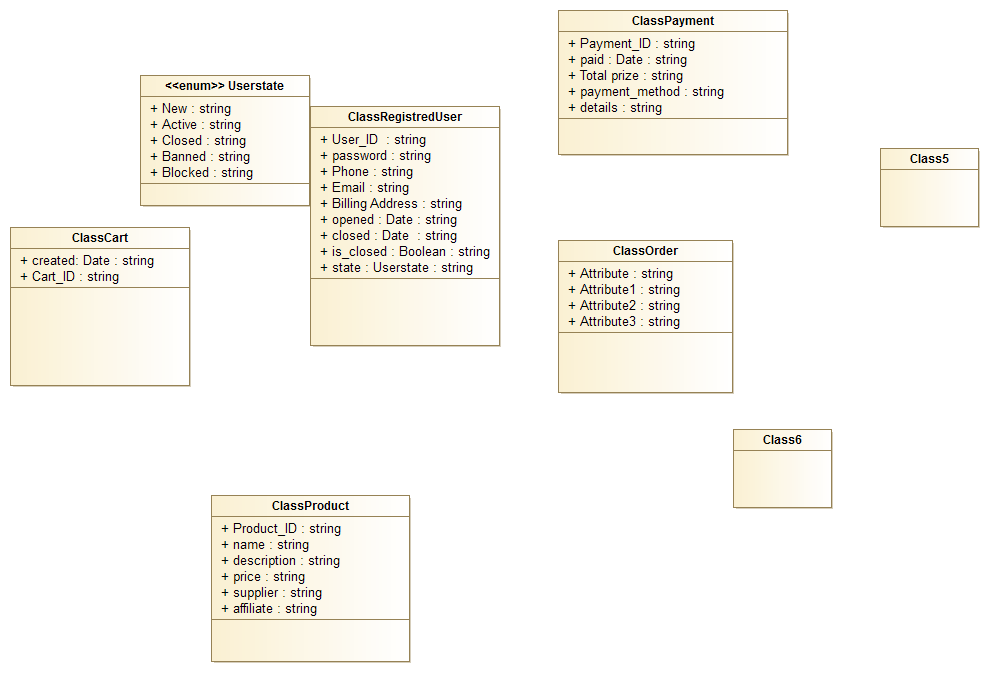 ClassPayment
+ Payment_ID : string
+ paid : Date : string
+ Total prize : string
+ payment_method : string
+ details : string
<<enum>> Userstate
+ New : string
+ Active : string
+ Closed : string
+ Banned : string
+ Blocked : string
ClassRegistredUser
+ User_ID : string
+ password : string
+ Phone : string
+ Email : string
+ Billing Address : string
+ opened : Date : string
+ closed : Date : string
+ is_closed : Boolean : string
+ state : Userstate : string
Class5
ClassCart
+ created: Date : string
+ Cart_ID : string
ClassOrder
+ Attribute : string
+ Attribute1 : string
+ Attribute2 : string
+ Attribute3 : string
Class6
ClassProduct
+ Product_ID : string
+ name : string
+ description : string
+ price : string
+ supplier : string
+ affiliate : string